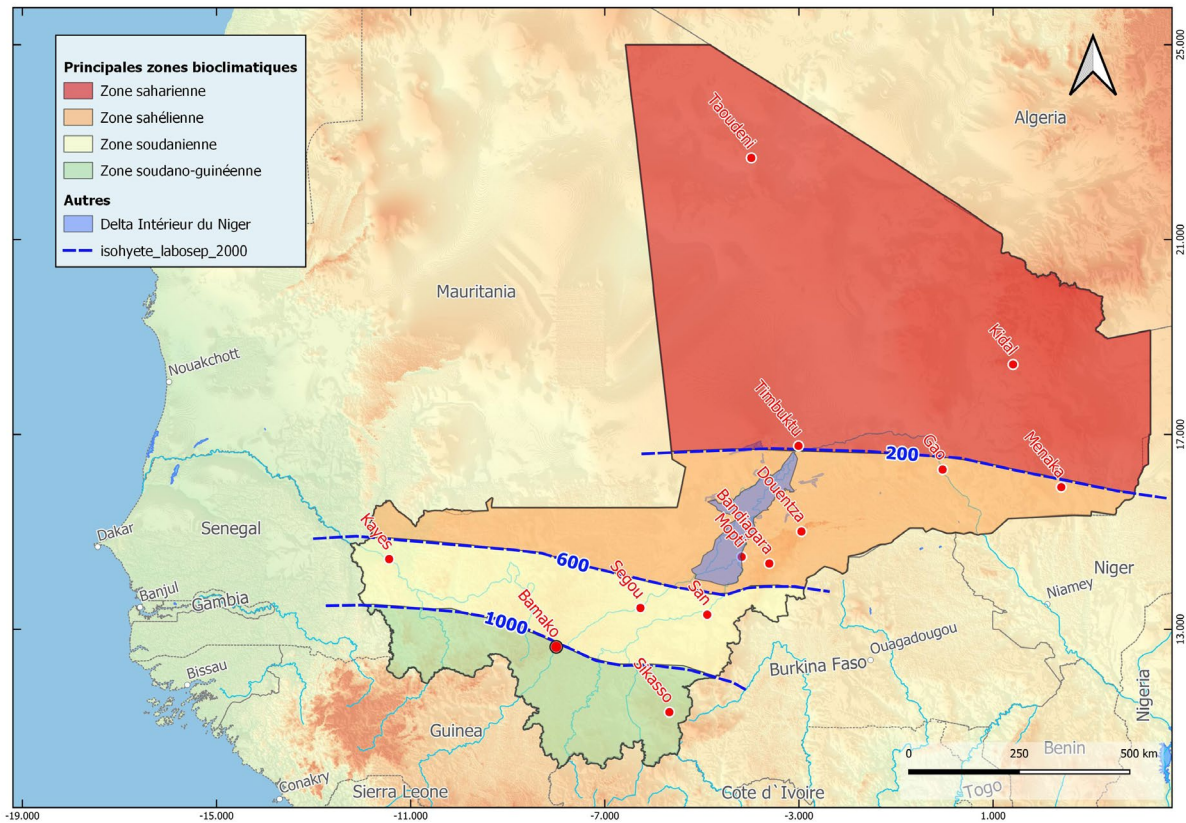 Principales zones bioclimatiques
Zone saharienne
Zone sahélienne
Zone soudanienne
Zone soudano-guinéenne
Autres
Delta Intérieur du Niger
isohyete_labosep_2000
25.000
Algeria
Taoudeni
21.000
Mauritania
Kidal
Nouakchott
Timbuktu
17.000
200
Gao
Menaka
Douentza
Bandiagara
Mopti
Senegal
Dakar
Kayes
600
Niger
Niamey
Banjul
Gambia
Segou
San
1000
Bamako
13.000
Ouagadougou
Burkina Faso
Bissau
Sikasso
Nigeria
Guinea
Benin
0
250
500 km
Conakry
Sierra Leone
Cote d`Ivoire
Togo
-19.000
-15.000
-11.000
-7.000
-3.000
1.000